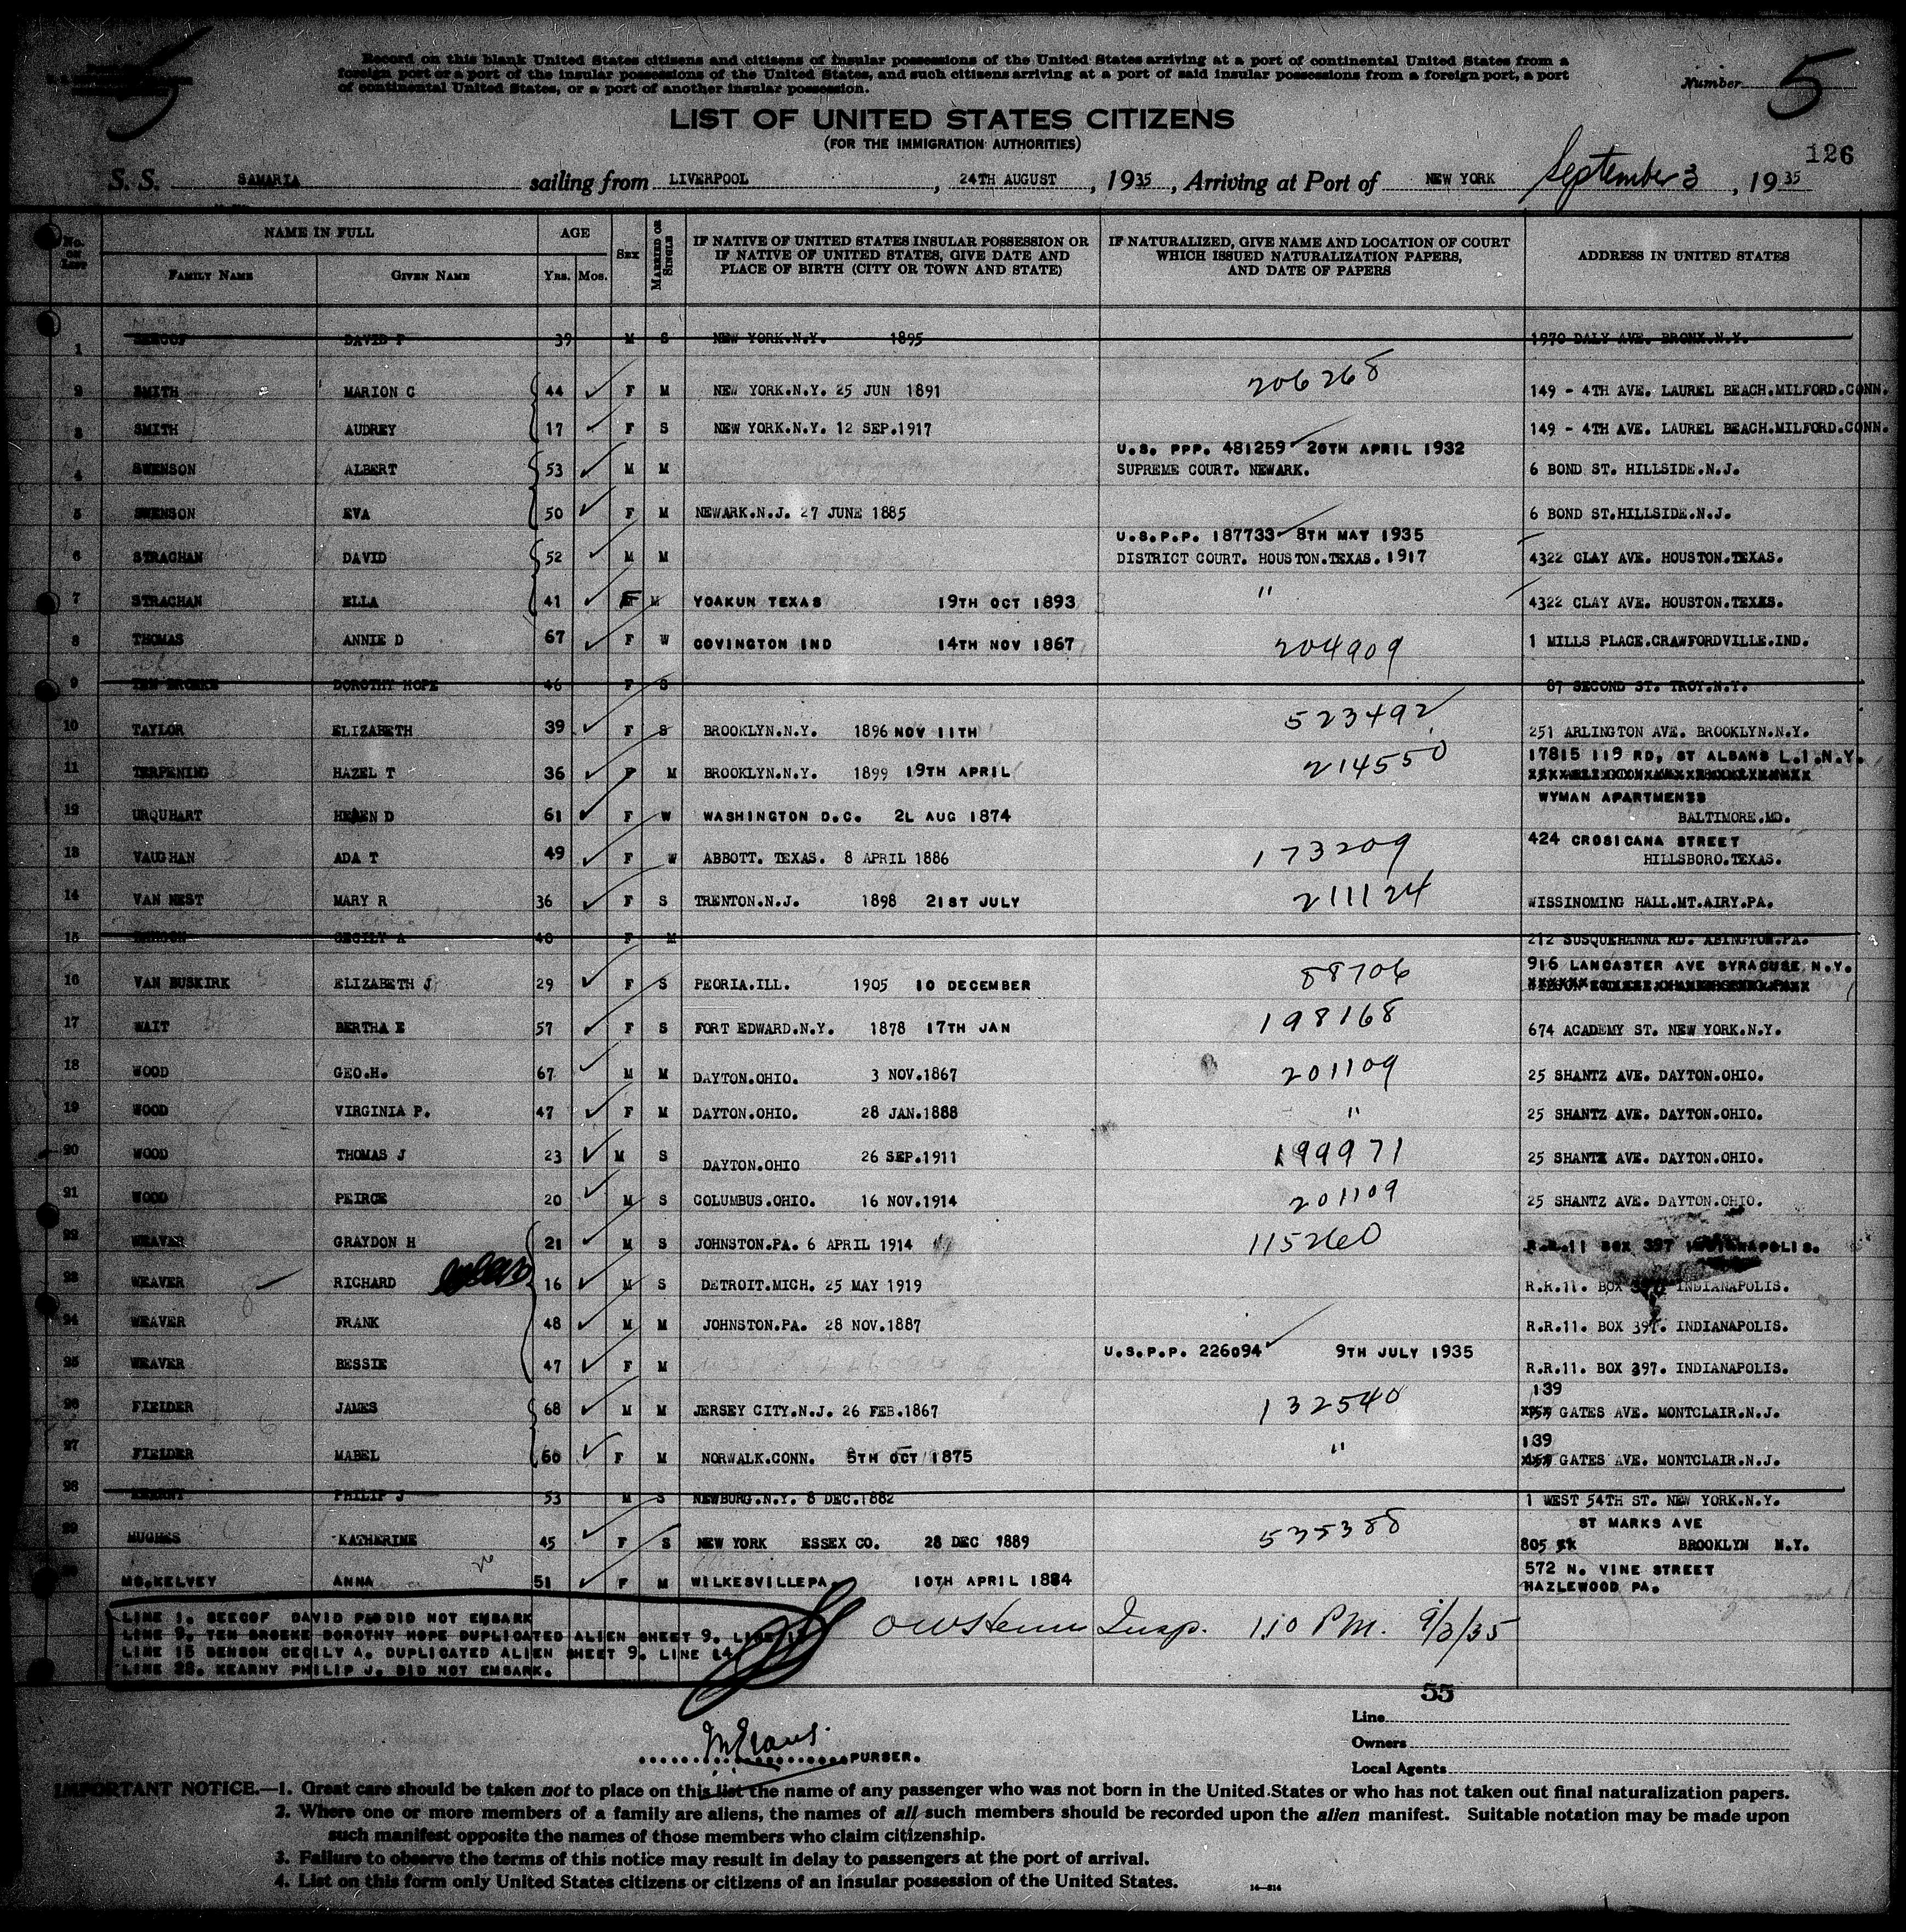 5
Record on this blank United States citizens and citizens of insular possessions of the United States arriving at a port of continental United States from a
foreign port or a port of the insular possessions of the United States, and such citizens arriving at a port of said insular possessions from a foreign port, a port
of continental United States, or a port of another insular possession.
Number 5
LIST OF UNITED STATES CITIZENS
(FOR THE IMMIGRATION AUTHORITIES)
126
S. S. SAMARIA sailing from LIVERPOOL, 24TH AUGUST, 1935, Arriving at Port of NEW YORK September 3, 1935
No. on List NAME IN FULL AGE Sex MARRIED OR SINGLE IF NATIVE OF UNITED STATES INSULAR POSSESSION OR IF NATIVE OF UNITED STATES, GIVE DATE AND PLACE OF BIRTH (CITY OR TOWN AND STATE) IF NATURALIZED, GIVE NAME AND LOCATION OF COURT WHICH ISSUED NATURALIZATION PAPERS, AND DATE OF PAPERS ADDRESS IN UNITED STATES
FAMILY NAME GIVEN NAME Yrs. Mos.
1 SEECOF DAVID P 39 M S NEW YORK.N.Y. 1895 1970 DALY AVE. BRONX.N.Y.
2 SMITH MARION C 44 F M NEW YORK.N.Y. 25 JUN 1891 206268 149 - 4TH AVE. LAUREL BEACH.MILFORD.CONN.
3 SMITH AUDREY 17 F S NEW YORK.N.Y. 12 SEP.1917 149 - 4TH AVE. LAUREL BEACH.MILFORD.CONN.
U.S. PPP. 481259 20TH APRIL 1932
4 SWENSON ALBERT 53 M M SUPREME COURT. NEWARK. 6 BOND ST. HILLSIDE.N.J.
5 SWENSON EVA 50 F M NEWARK.N.J. 27 JUNE 1885 6 BOND ST.HILLSIDE.N.J.
U.S.P.P. 187733 8TH MAY 1935
6 STRACHAN DAVID 52 M M DISTRICT COURT. HOUSTON.TEXAS. 1917 4322 CLAY AVE. HOUSTON.TEXAS.
7 STRACHAN ELLA 41 F M YOAKUN TEXAS 19TH OCT 1893 " 4322 CLAY AVE. HOUSTON.TEXAS.
8 THOMAS ANNIE D 67 F W COVINGTON IND 14TH NOV 1867 204909 1 MILLS PLACE.CRAWFORDVILLE.IND.
9 TEN BROEKE DOROTHY HOPE 46 F S 87 SECOND ST. TROY.N.Y.
10 TAYLOR ELIZABETH 39 F S BROOKLYN.N.Y. 1896 NOV 11TH 523492 251 ARLINGTON AVE. BROOKLYN.N.Y.
17815 119 RD, ST ALBANS L.I.N.Y.
11 TERPENING HAZEL T 36 F M BROOKLYN.N.Y. 1899 19TH APRIL 214550
WYMAN APARTMENTS
12 URQUHART HELEN D 61 F W WASHINGTON D.C. 2L AUG 1874 BALTIMORE.MD.
424 CROSICANA STREET
13 VAUGHAN ADA T 49 F W ABBOTT. TEXAS. 8 APRIL 1886 173209 HILLSBORO.TEXAS.
14 VAN NEST MARY R 36 F S TRENTON.N.J. 1898 21ST JULY 211124 WISSINOMING HALL.MT.AIRY.PA.
15 BENSON CECILY A 40 F M 212 SUSQUEHANNA RD. ABINGTON.PA.
916 LANCASTER AVE SYRACUSE N.Y.
16 VAN BUSKIRK ELIZABETH J 29 F S PEORIA.ILL. 1905 10 DECEMBER 88706
17 WAIT BERTHA E 57 F S FORT EDWARD.N.Y. 1878 17TH JAN 198168 674 ACADEMY ST. NEW YORK.N.Y.
18 WOOD GEO.H. 67 M M DAYTON.OHIO. 3 NOV.1867 201109 25 SHANTZ AVE. DAYTON.OHIO.
19 WOOD VIRGINIA P. 47 F M DAYTON.OHIO. 28 JAN.1888 " 25 SHANTZ AVE. DAYTON.OHIO.
20 WOOD THOMAS J 23 M S DAYTON.OHIO 26 SEP.1911 199971 25 SHANTZ AVE. DAYTON.OHIO.
21 WOOD PEIRCE 20 M S COLUMBUS.OHIO. 16 NOV.1914 201109 25 SHANTZ AVE. DAYTON.OHIO.
22 WEAVER GRAYDON H 21 M S JOHNSTON.PA. 6 APRIL 1914 115260 R.R.11 BOX 397 INDIANAPOLIS.
23 WEAVER RICHARD 16 M S DETROIT.MICH. 25 MAY 1919 R.R.11. BOX 397. INDIANAPOLIS.
24 WEAVER FRANK 48 M M JOHNSTON.PA. 28 NOV.1887 R.R.11. BOX 397. INDIANAPOLIS.
U.S.P.P. 226094 9TH JULY 1935
25 WEAVER BESSIE 47 F M R.R.11. BOX 397. INDIANAPOLIS.
139
26 FIELDER JAMES 68 M M JERSEY CITY.N.J. 26 FEB.1867 132540 GATES AVE. MONTCLAIR.N.J.
139
27 FIELDER MABEL 60 F M NORWALK.CONN. 5TH OCT 1875 " GATES AVE. MONTCLAIR.N.J.
28 KEARNY PHILIP J 53 M S NEWBURG.N.Y. 8 DEC.1882 1 WEST 54TH ST. NEW YORK.N.Y.
ST MARKS AVE
29 HUGHES KATHERINE 45 F S NEW YORK ESSEX CO. 28 DEC 1889 535388 805 BROOKLYN N.Y.
572 N. VINE STREET
30 MC.KELVEY ANNA 51 F M WILKESVILLEPA. 10TH APRIL 1884 HAZLEWOOD PA.
LINE 1. SEECOF DAVID P DID NOT EMBARK
LINE 9. TEN BROEKE DOROTHY HOPE DUPLICATED ALIEN SHEET 9. LINE
LINE 15 BENSON CECILY A. DUPLICATED ALIEN SHEET 9. LINE 14
LINE 28. KEARNY PHILIP J. DID NOT EMBARK.
Insp. 1.10 PM. 9/3/35
55
Line
Owners
Local Agents
PURSER.
IMPORTANT NOTICE.—1. Great care should be taken not to place on this list the name of any passenger who was not born in the United States or who has not taken out final naturalization papers.
2. Where one or more members of a family are aliens, the names of all such members should be recorded upon the alien manifest. Suitable notation may be made upon
such manifest opposite the names of those members who claim citizenship.
3. Failure to observe the terms of this notice may result in delay to passengers at the port of arrival.
4. List on this form only United States citizens or citizens of an insular possession of the United States.
14—814